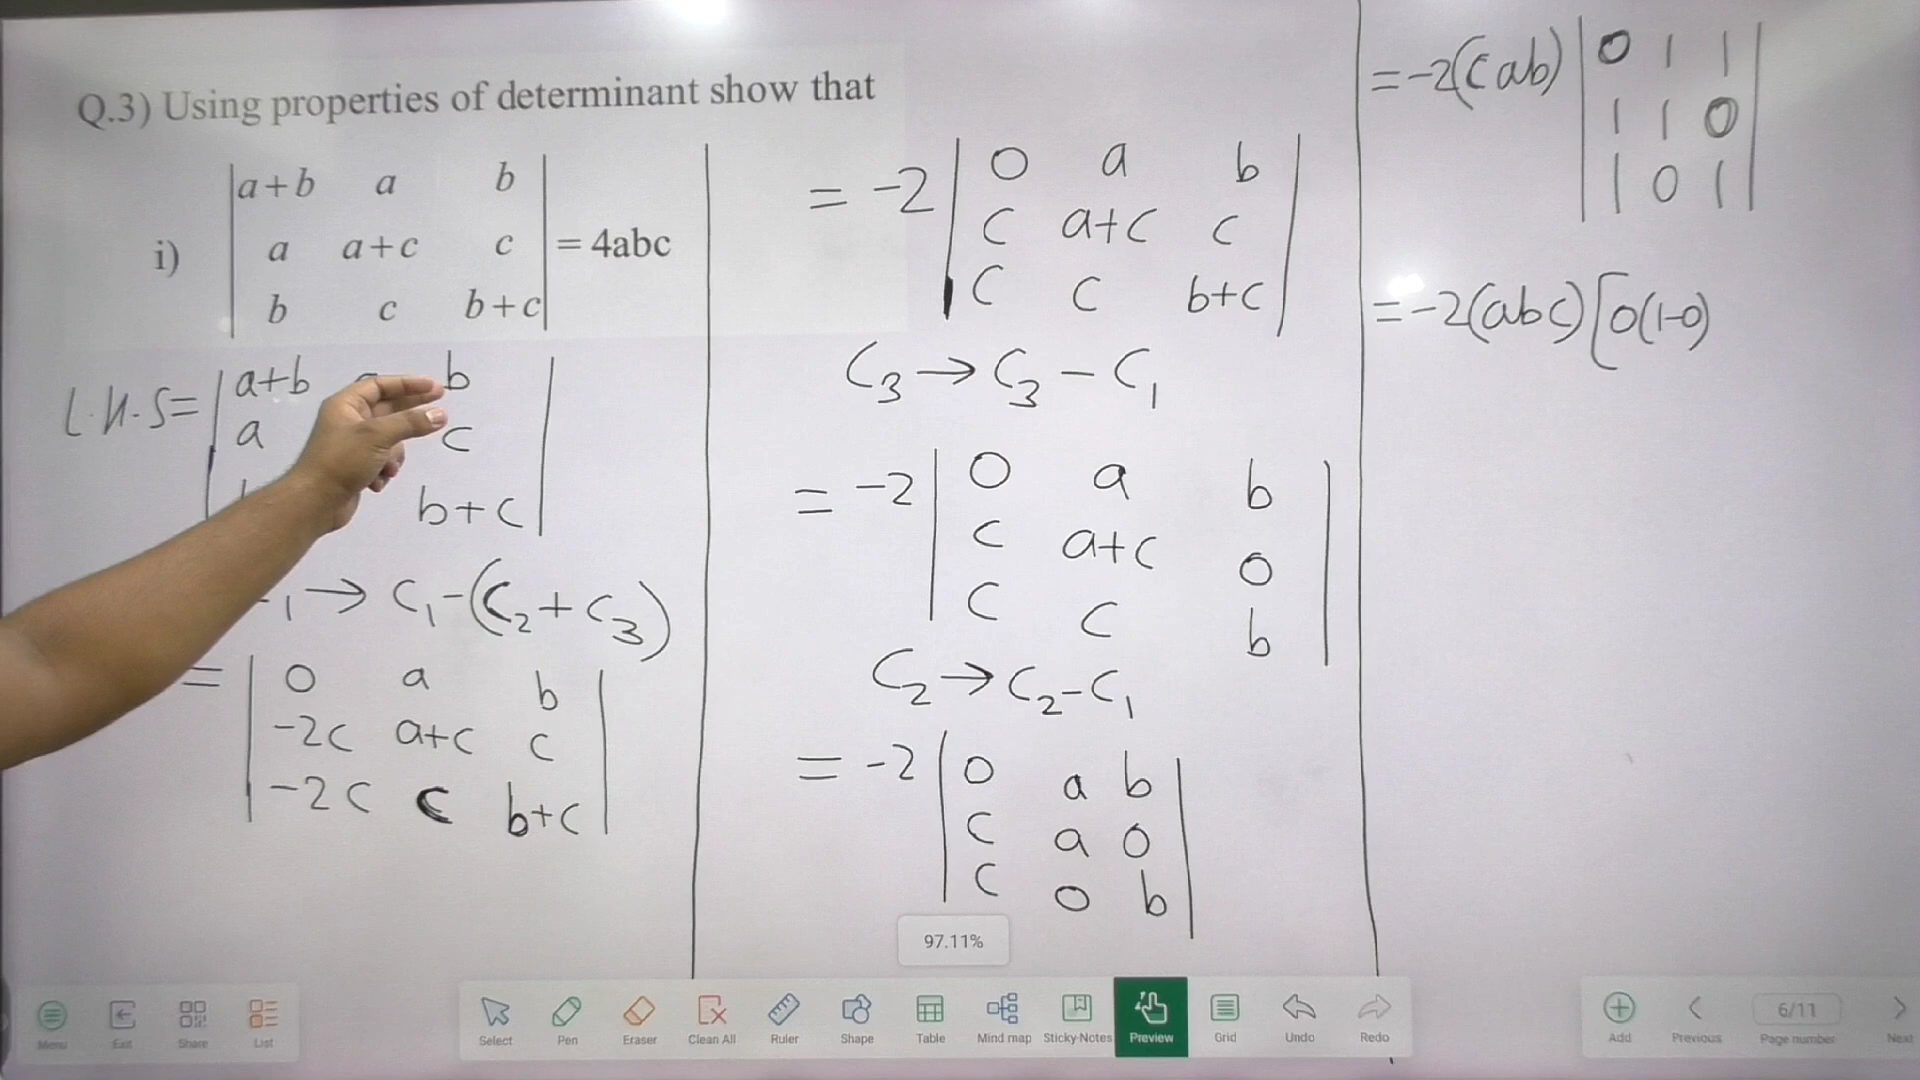 Q.3) Using properties of determinant show that
i) |a+b a b|
|a a+c c| = 4abc
|b c b+c|
L.H.S= |a+b b|
|a c|
b+c|
1 → C₁-(C₂+C₃)
= |0 a b|
|-2c a+c c|
|-2c c b+c|
= -2 |0 a b|
|c a+c c|
|c c b+c|
C₃ → C₃ - C₁
= -2 |0 a b|
|c a+c 0|
|c c b|
C₂ → C₂-C₁
= -2 |0 a b|
|c a 0|
|c 0 b|
= -2(cab) |0 1 1|
|1 1 0|
|1 0 1|
= -2(abc)[0(1-0)
97.11%
Menu Exit Share List
Select Pen Eraser Clean All Ruler Shape Table Mind map Sticky-Notes Preview Grid Undo Redo
Add Previous 6/11 Page number Next